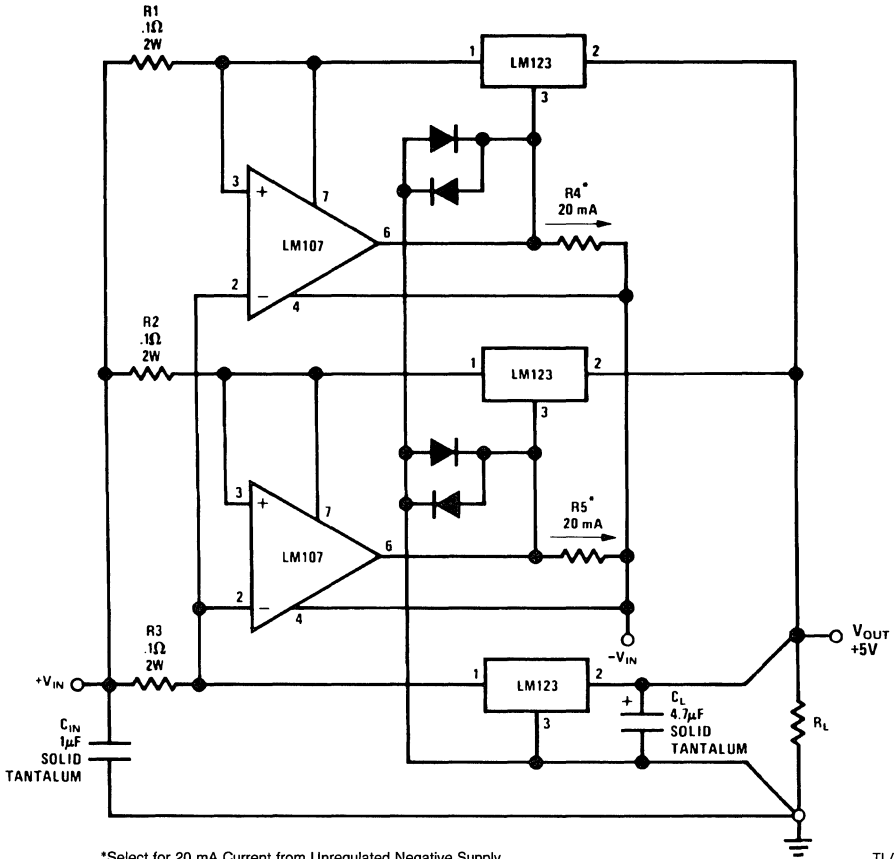 R1
.1Ω
2W
1
LM123
2
3
3
+
7
R4*
20 mA
LM107
6
2
−
4
R2
.1Ω
2W
1
LM123
2
3
3
+
7
R5*
20 mA
LM107
6
2
−
4
R3
.1Ω
2W
−VIN
VOUT
+5V
+VIN
1
LM123
2
3
+
CL
4.7μF
SOLID
TANTALUM
RL
CIN
1μF
SOLID
TANTALUM
*Select for 20 mA Current from Unregulated Negative Supply